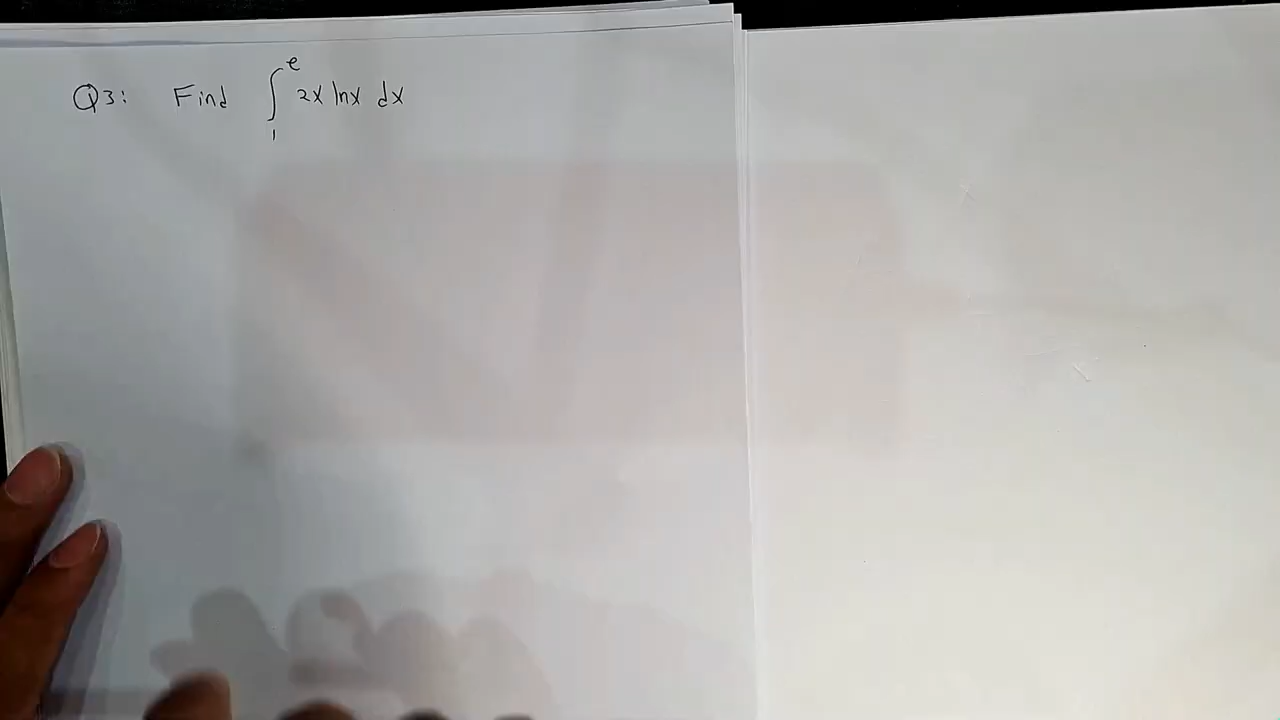 Q3: Find ∫₁ᵉ 2x lnx dx